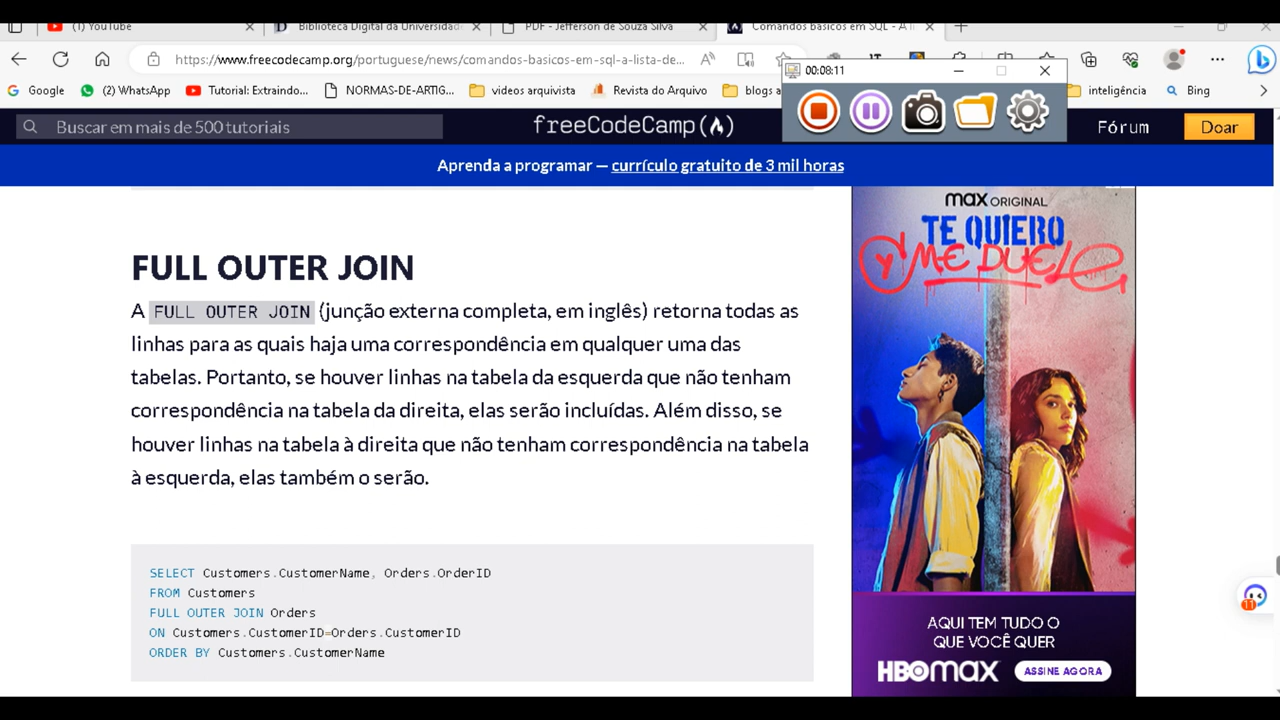 (1) YouTube
Biblioteca Digital da Universidade
PDF - Jefferson de Souza Silva
Comandos básicos em SQL - A li
https://www.freecodecamp.org/portuguese/news/comandos-basicos-em-sql-a-lista-de...
00:08:11
Google
(2) WhatsApp
Tutorial: Extraindo...
NORMAS-DE-ARTIG...
videos arquivista
Revista do Arquivo
blogs a
inteligência
Bing
Buscar em mais de 500 tutoriais
freeCodeCamp
Fórum
Doar
Aprenda a programar — currículo gratuito de 3 mil horas
FULL OUTER JOIN
A FULL OUTER JOIN (junção externa completa, em inglês) retorna todas as
linhas para as quais haja uma correspondência em qualquer uma das
tabelas. Portanto, se houver linhas na tabela da esquerda que não tenham
correspondência na tabela da direita, elas serão incluídas. Além disso, se
houver linhas na tabela à direita que não tenham correspondência na tabela
à esquerda, elas também o serão.
SELECT Customers.CustomerName, Orders.OrderID
FROM Customers
FULL OUTER JOIN Orders
ON Customers.CustomerID=Orders.CustomerID
ORDER BY Customers.CustomerName
max ORIGINAL
TE QUIERO
Y ME DUELE
AQUI TEM TUDO O
QUE VOCÊ QUER
HBOMAX
ASSINE AGORA
11